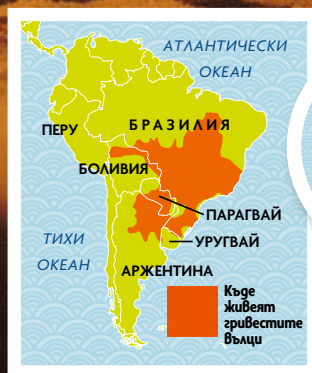 АТЛАНТИЧЕСКИ
ОКЕАН
ПЕРУ
БРАЗИЛИЯ
БОЛИВИЯ
ПАРАГВАЙ
ТИХИ
ОКЕАН
УРУГВАЙ
АРЖЕНТИНА
Къде
живеят
гривестите
вълци